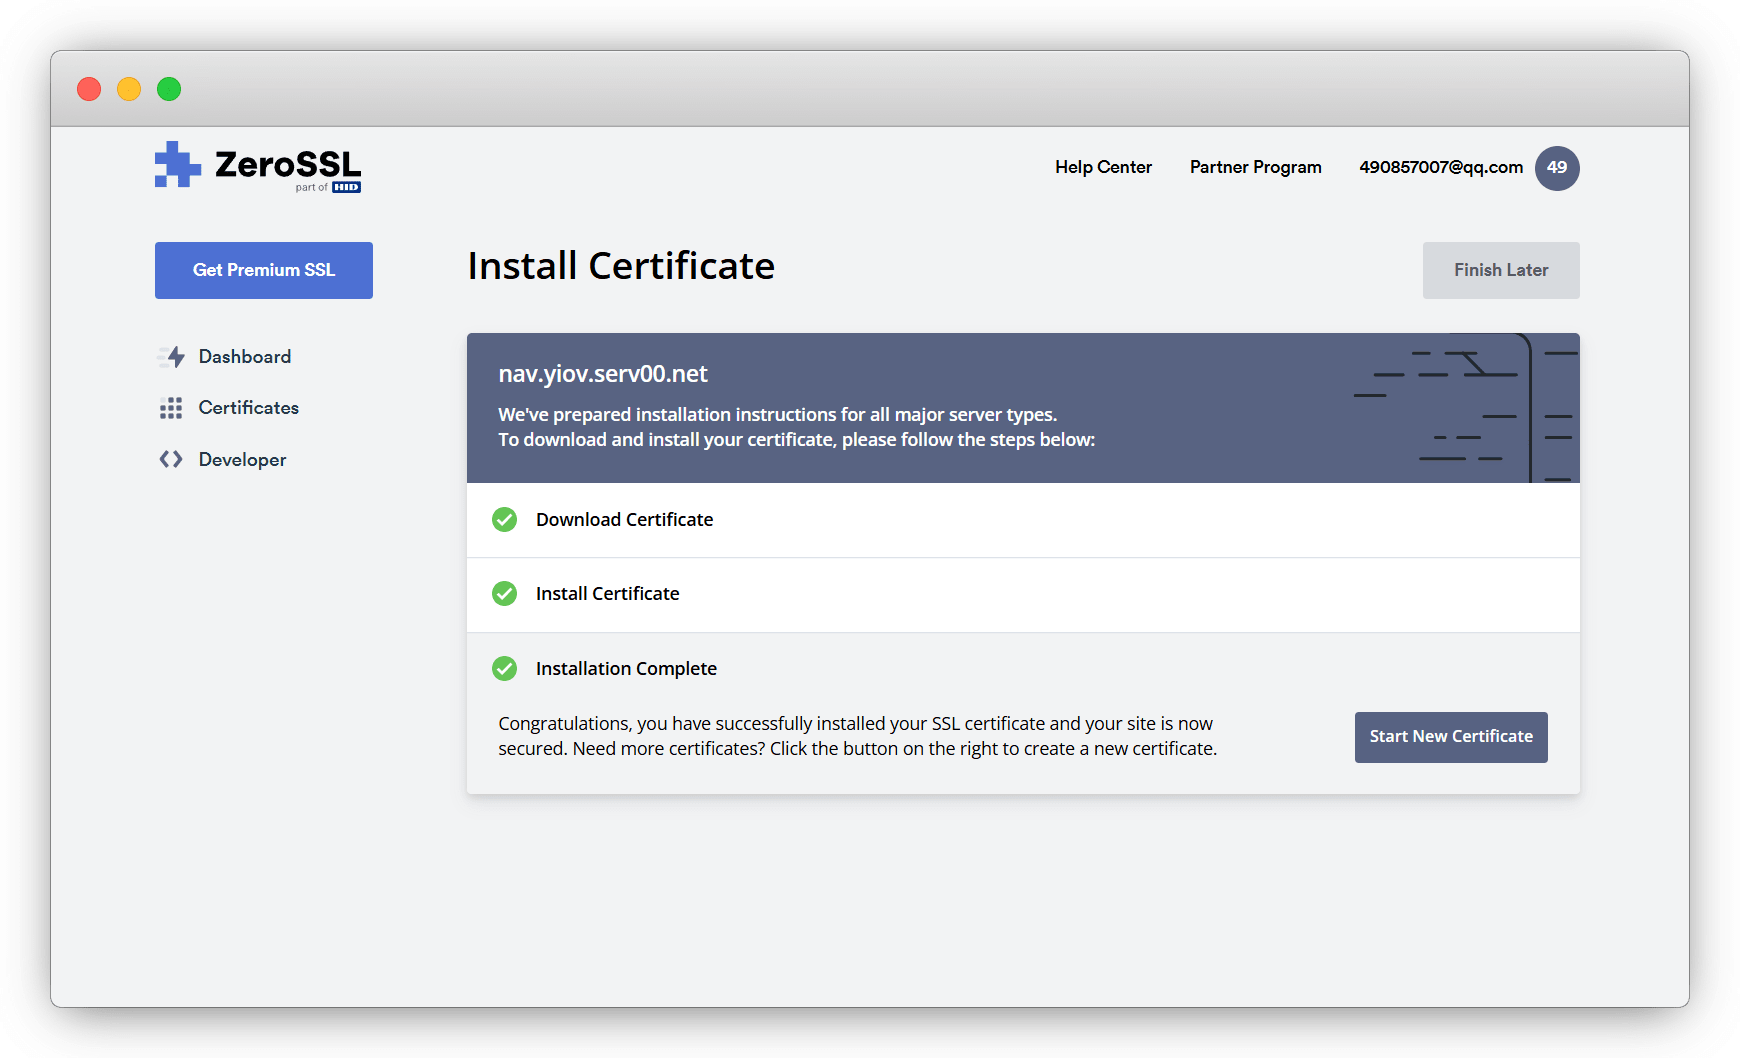 ZeroSSL
part of HID
Help Center
Partner Program
490857007@qq.com
49
Get Premium SSL
Install Certificate
Finish Later
Dashboard
Certificates
Developer
nav.yiov.serv00.net
We've prepared installation instructions for all major server types.
To download and install your certificate, please follow the steps below:
Download Certificate
Install Certificate
Installation Complete
Congratulations, you have successfully installed your SSL certificate and your site is now
secured. Need more certificates? Click the button on the right to create a new certificate.
Start New Certificate